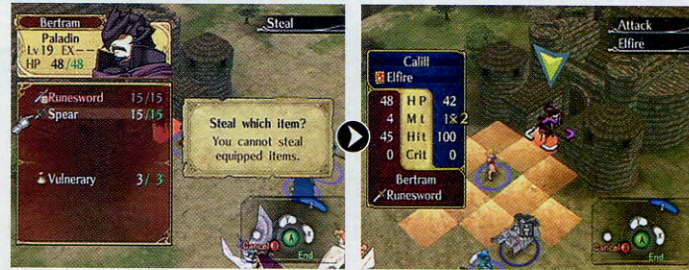 Bertram
Paladin
Lv 19 EX--
HP 48/48
Steal
Runesword 15/15
Spear 15/15
Vulnerary 3/ 3
Steal which item?
You cannot steal
equipped items.
Cancel B
A
End
Attack
Elfire
Calill
Elfire
48 HP 42
4 Mt 1×2
45 Hit 100
0 Crit 0
Bertram
Runesword
Cancel B
A
End